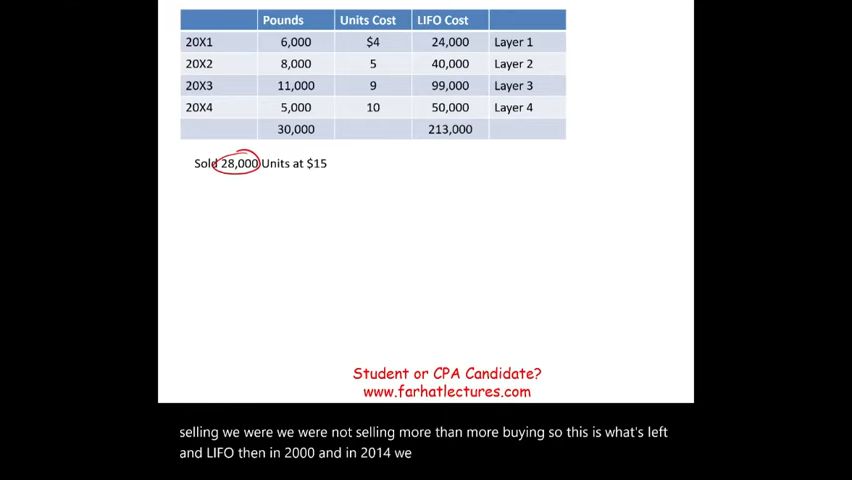 Pounds Units Cost LIFO Cost
20X1 6,000 $4 24,000 Layer 1
20X2 8,000 5 40,000 Layer 2
20X3 11,000 9 99,000 Layer 3
20X4 5,000 10 50,000 Layer 4
30,000 213,000
Sold 28,000 Units at $15
Student or CPA Candidate?
www.farhatlectures.com
selling we were we were not selling more than more buying so this is what's left
and LIFO then in 2000 and in 2014 we